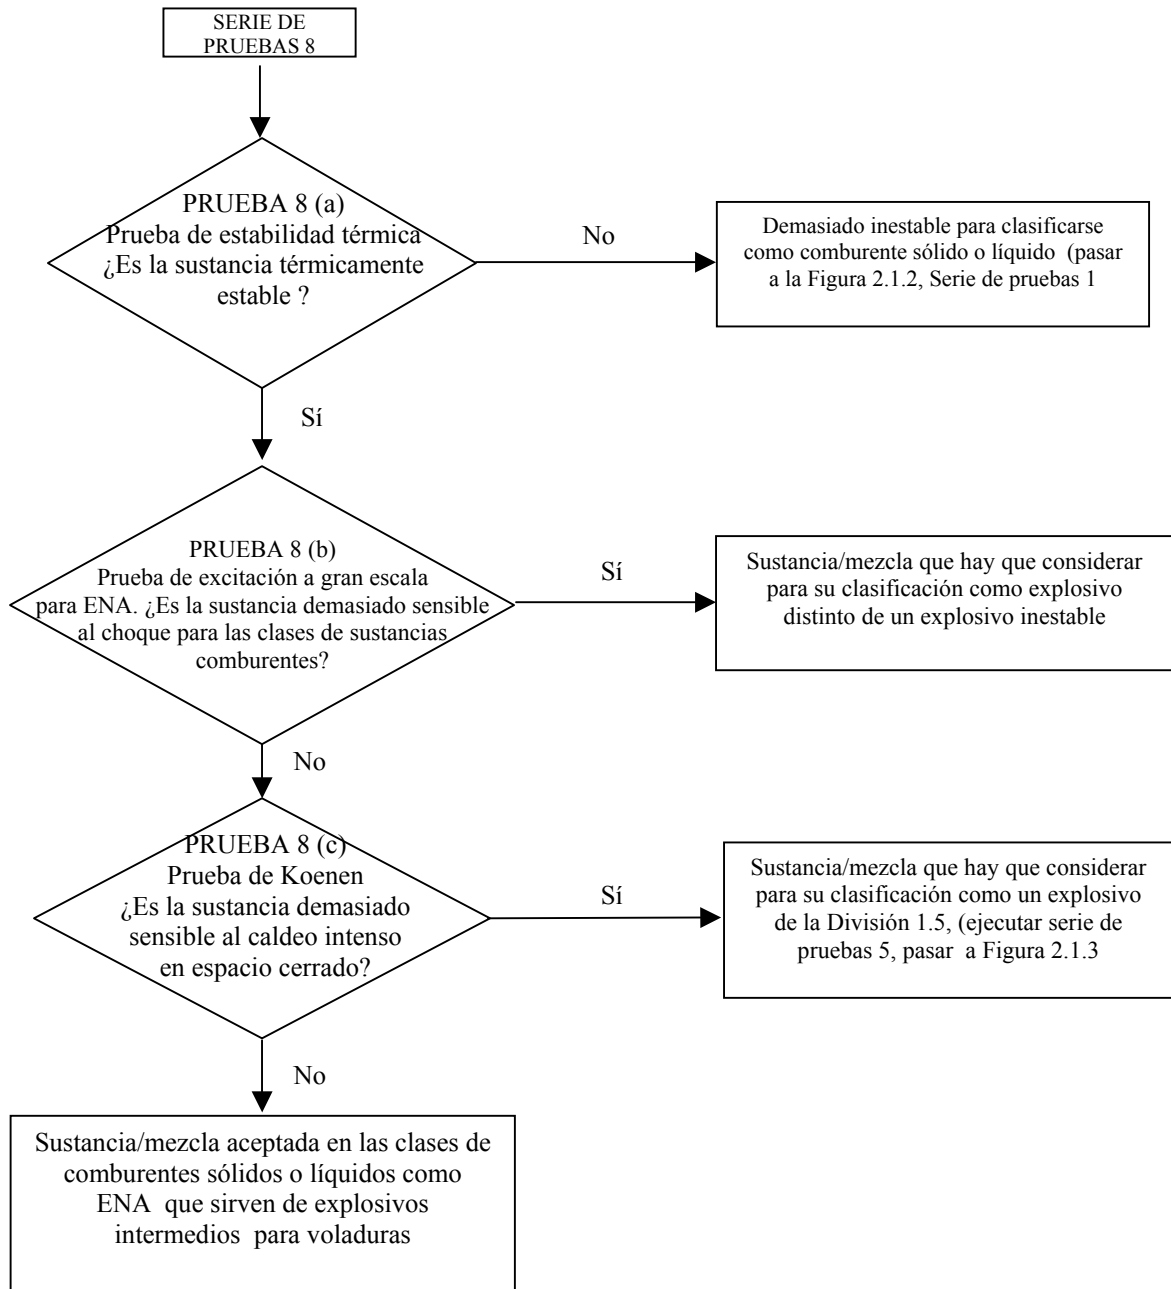 SERIE DE
PRUEBAS 8
PRUEBA 8 (a)
Prueba de estabilidad térmica
¿Es la sustancia térmicamente
estable ?
No
Demasiado inestable para clasificarse
como comburente sólido o líquido (pasar
a la Figura 2.1.2, Serie de pruebas 1
Sí
PRUEBA 8 (b)
Prueba de excitación a gran escala
para ENA. ¿Es la sustancia demasiado sensible
al choque para las clases de sustancias
comburentes?
Sí
Sustancia/mezcla que hay que considerar
para su clasificación como explosivo
distinto de un explosivo inestable
No
PRUEBA 8 (c)
Prueba de Koenen
¿Es la sustancia demasiado
sensible al caldeo intenso
en espacio cerrado?
Sí
Sustancia/mezcla que hay que considerar
para su clasificación como un explosivo
de la División 1.5, (ejecutar serie de
pruebas 5, pasar a Figura 2.1.3
No
Sustancia/mezcla aceptada en las clases de
comburentes sólidos o líquidos como
ENA que sirven de explosivos
intermedios para voladuras